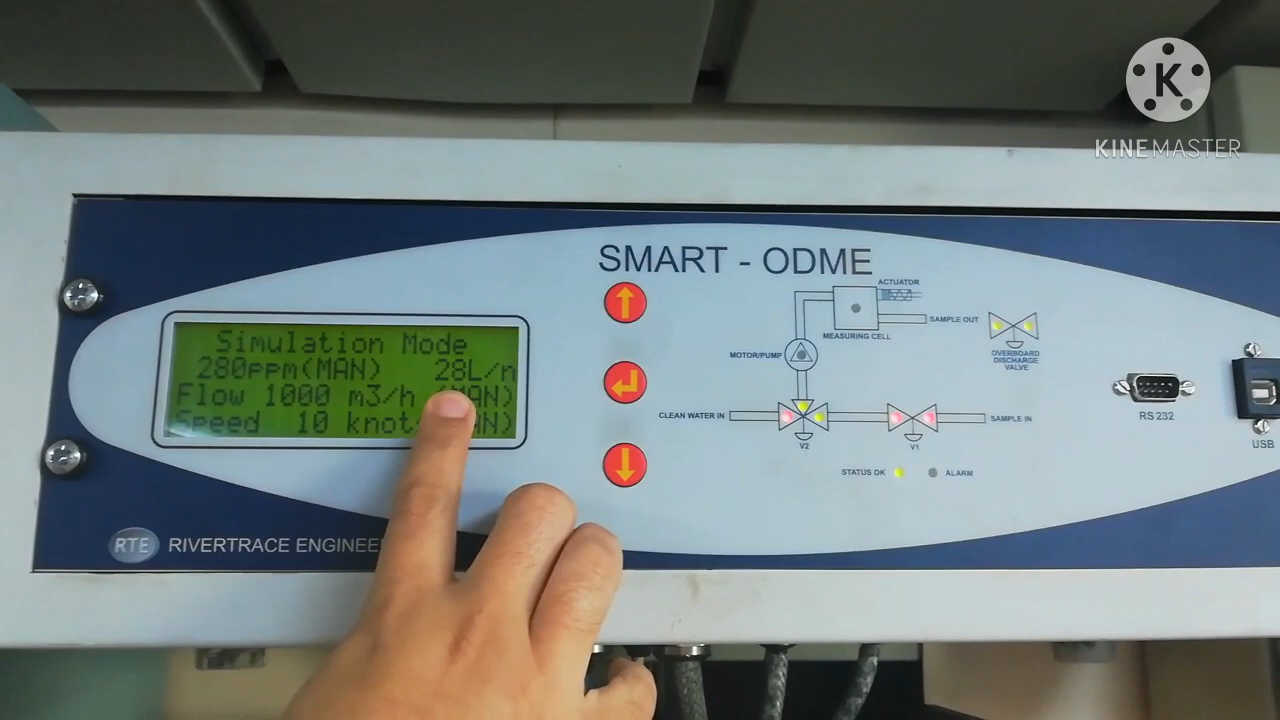 K
KINEMASTER
SMART - ODME
Simulation Mode
280ppm(MAN) 28L/n
Flow 1000 m3/h (MAN)
Speed 10 knot
ACTUATOR
SAMPLE OUT
MEASURING CELL
MOTOR/PUMP
OVERBOARD
DISCHARGE
VALVE
CLEAN WATER IN
SAMPLE IN
V2
V1
STATUS OK
ALARM
RS 232
USB
RTE
RIVERTRACE